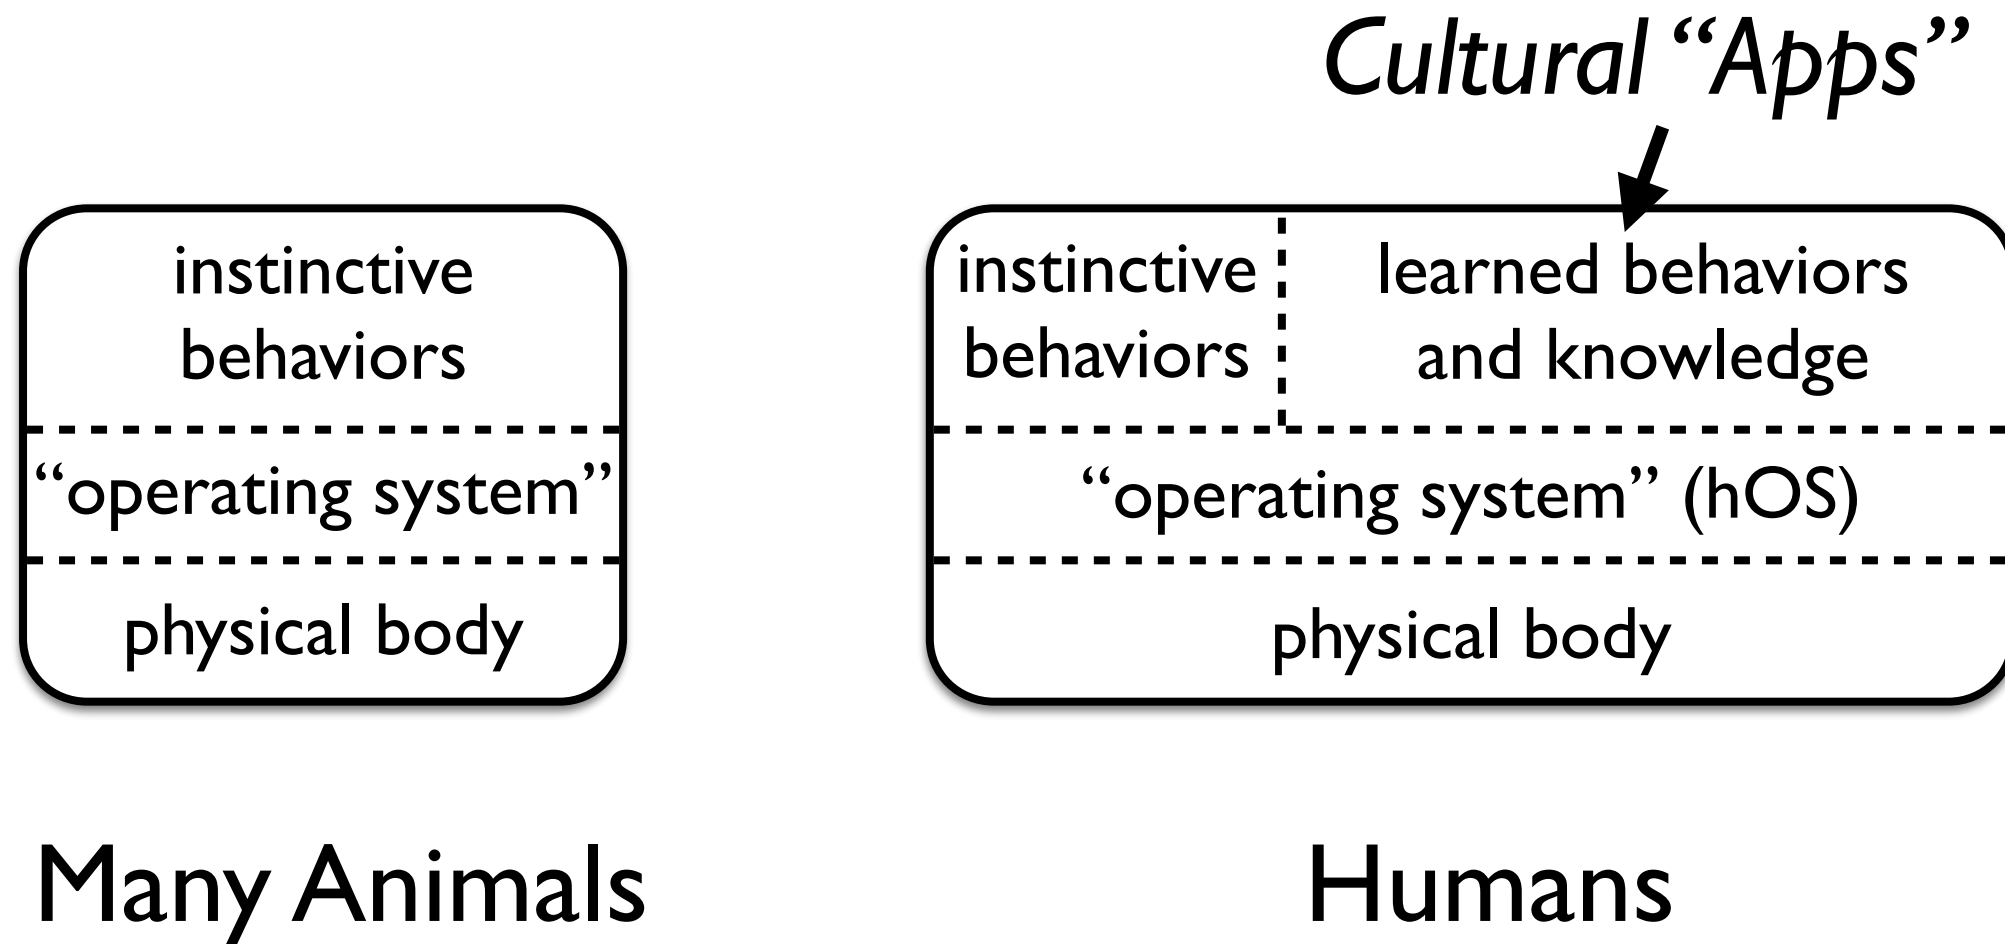 Cultural “Apps”
instinctive
behaviors
“operating system”
physical body
Many Animals
instinctive
behaviors
learned behaviors
and knowledge
“operating system” (hOS)
physical body
Humans